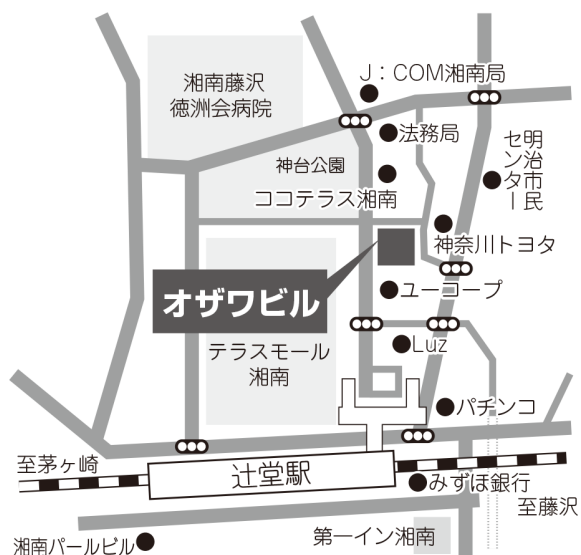 J：COM湘南局
湘南藤沢
徳洲会病院
法務局
明治市民
センター
神台公園
ココテラス湘南
神奈川トヨタ
オザワビル
ユーコープ
テラスモール
湘南
Luz
パチンコ
至茅ヶ崎
辻堂駅
みずほ銀行
至藤沢
第一イン湘南
湘南パールビル